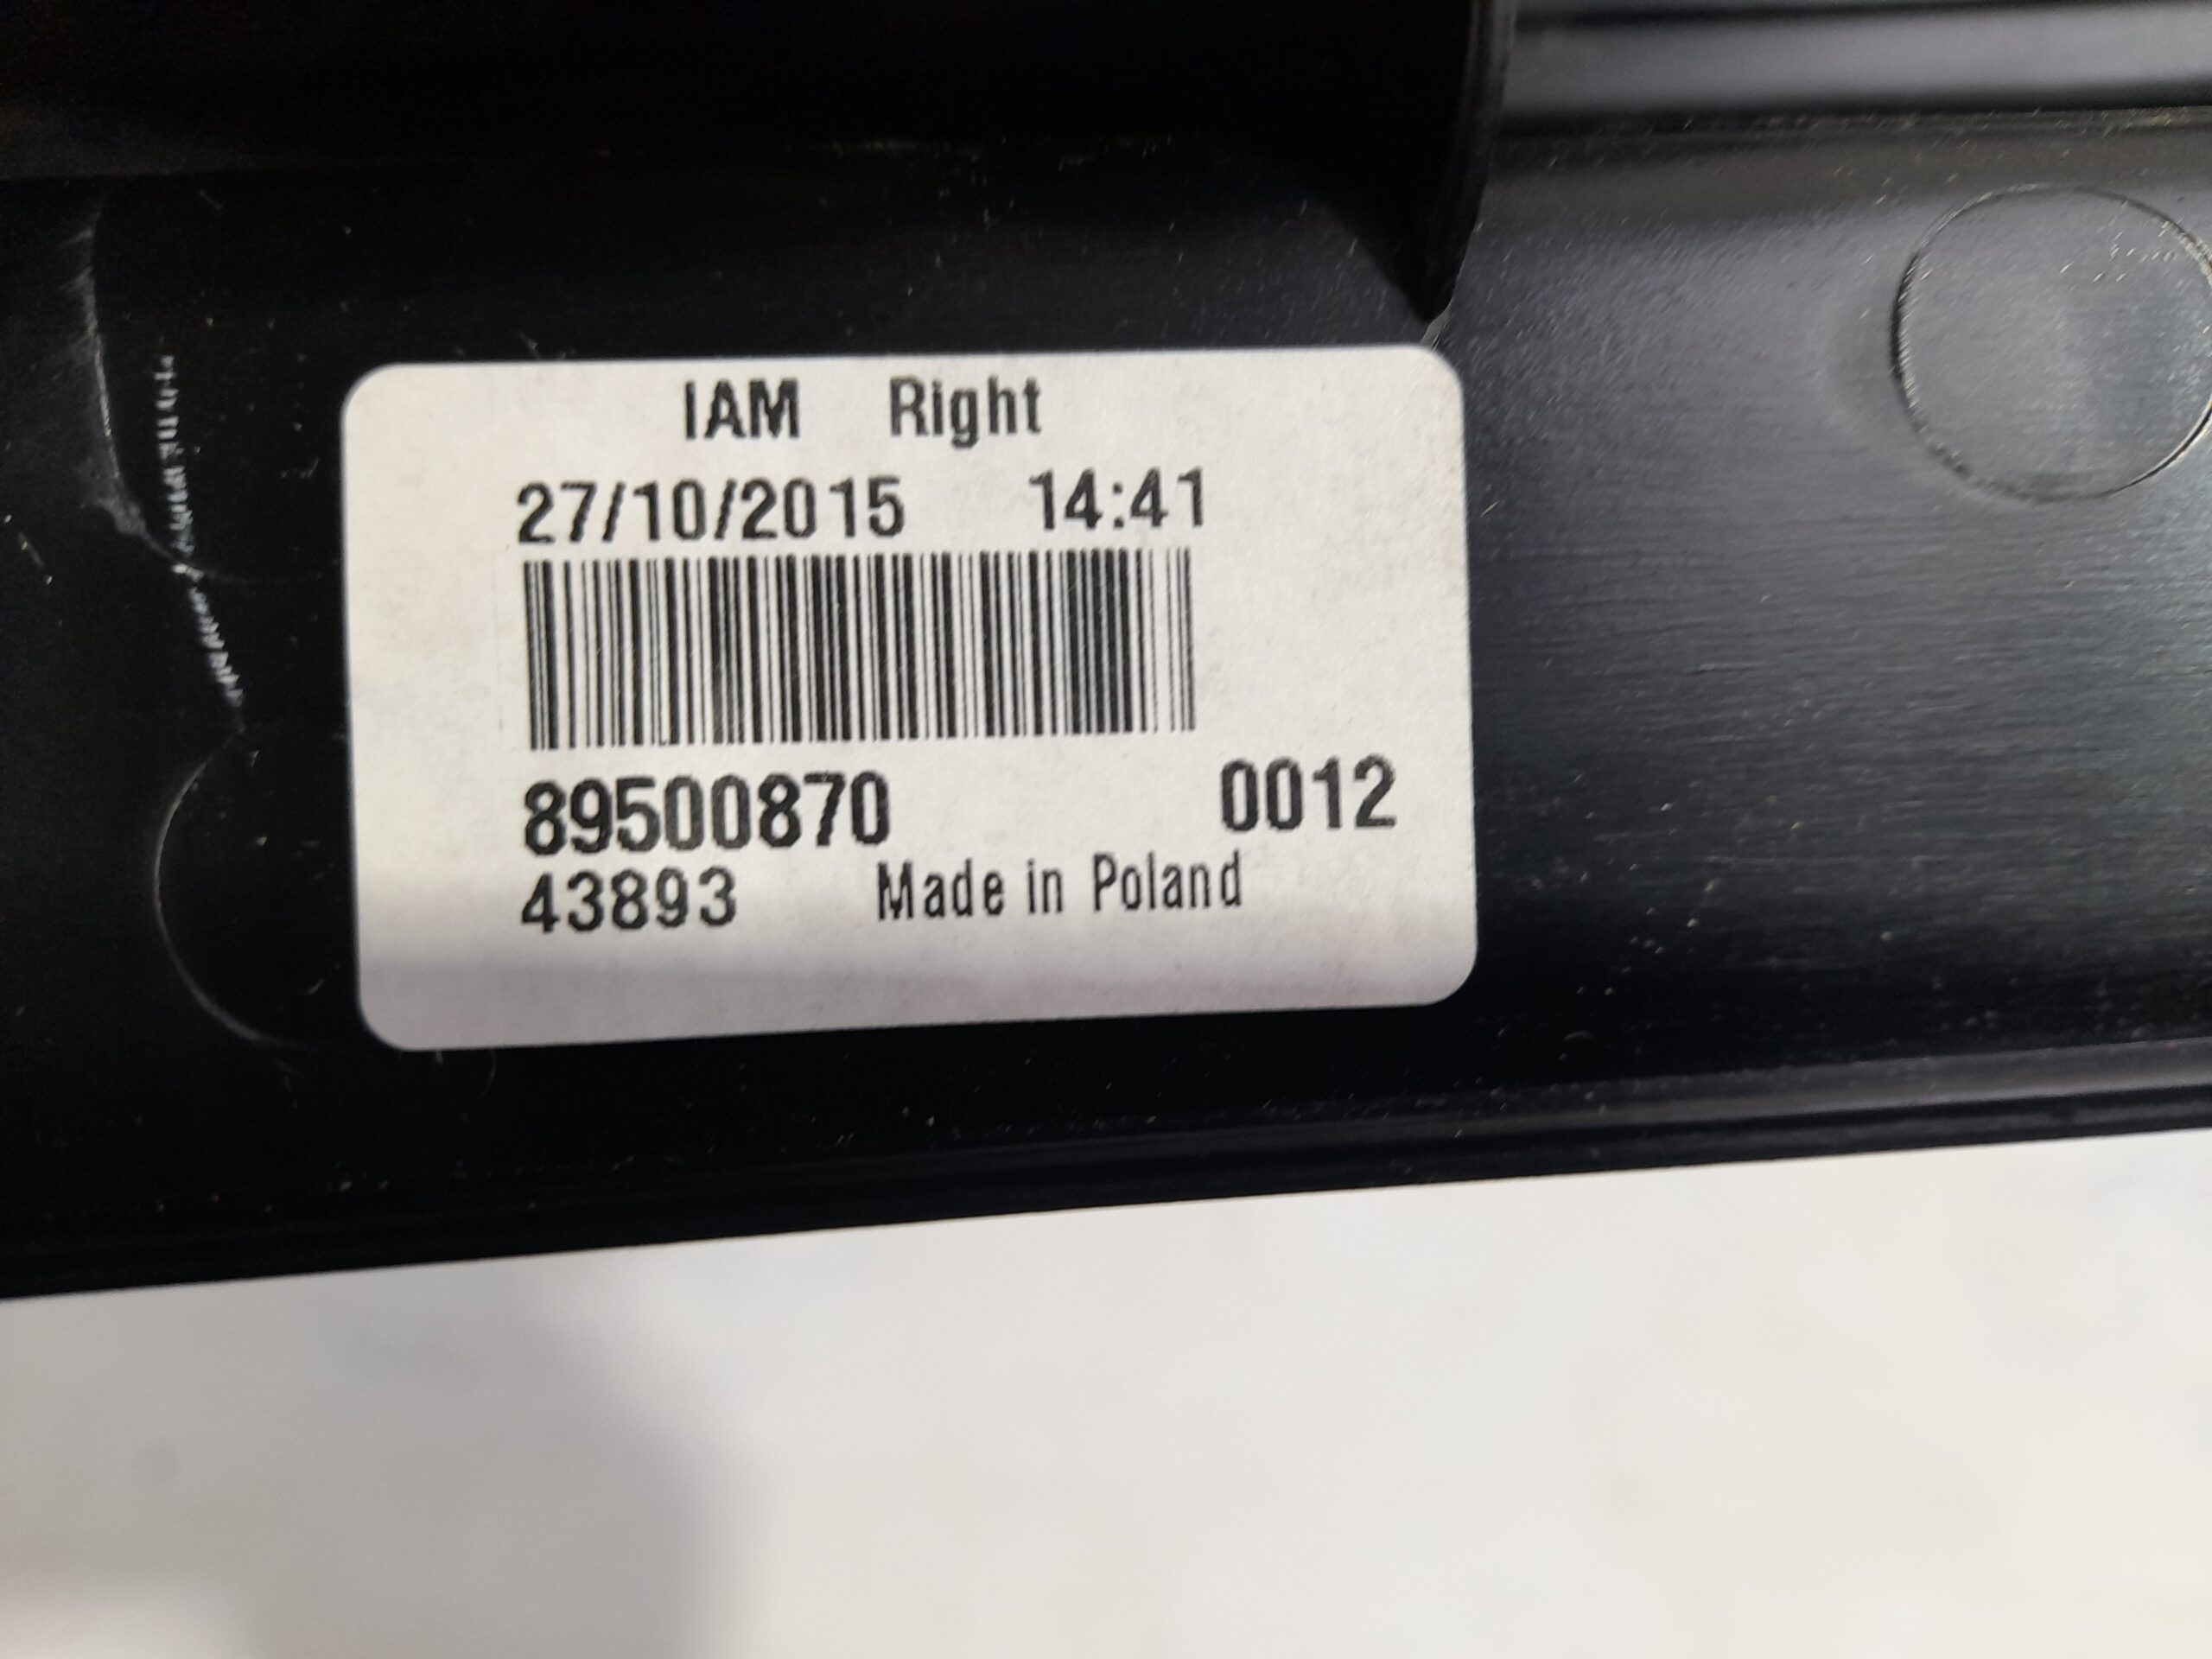 IAM Right
27/10/2015 14:41
89500870 0012
43893 Made in Poland